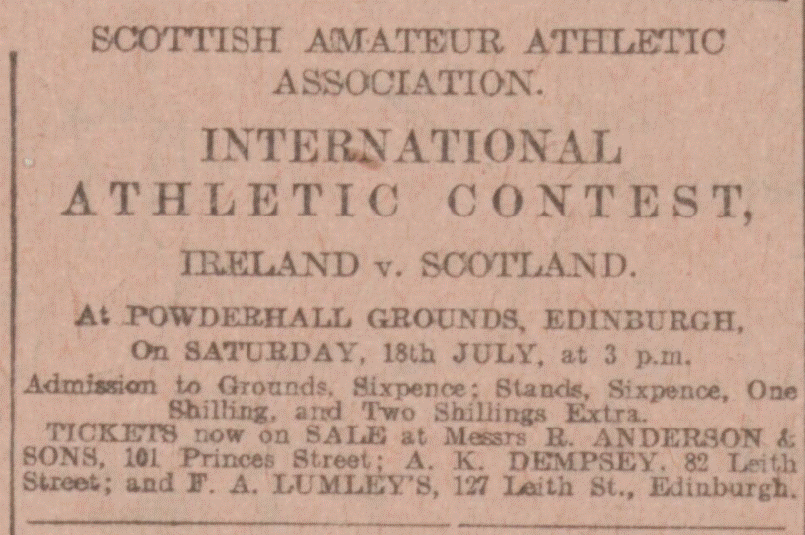 SCOTTISH AMATEUR ATHLETIC
ASSOCIATION.
INTERNATIONAL
ATHLETIC CONTEST,
IRELAND v. SCOTLAND.
At POWDERHALL GROUNDS, EDINBURGH,
On SATURDAY, 18th JULY, at 3 p.m.
Admission to Grounds, Sixpence; Stands, Sixpence, One
Shilling, and Two Shillings Extra.
TICKETS now on SALE at Messrs R. ANDERSON &
SONS, 101 Princes Street; A. K. DEMPSEY, 82 Leith
Street; and F. A. LUMLEY'S, 127 Leith St., Edinburgh.